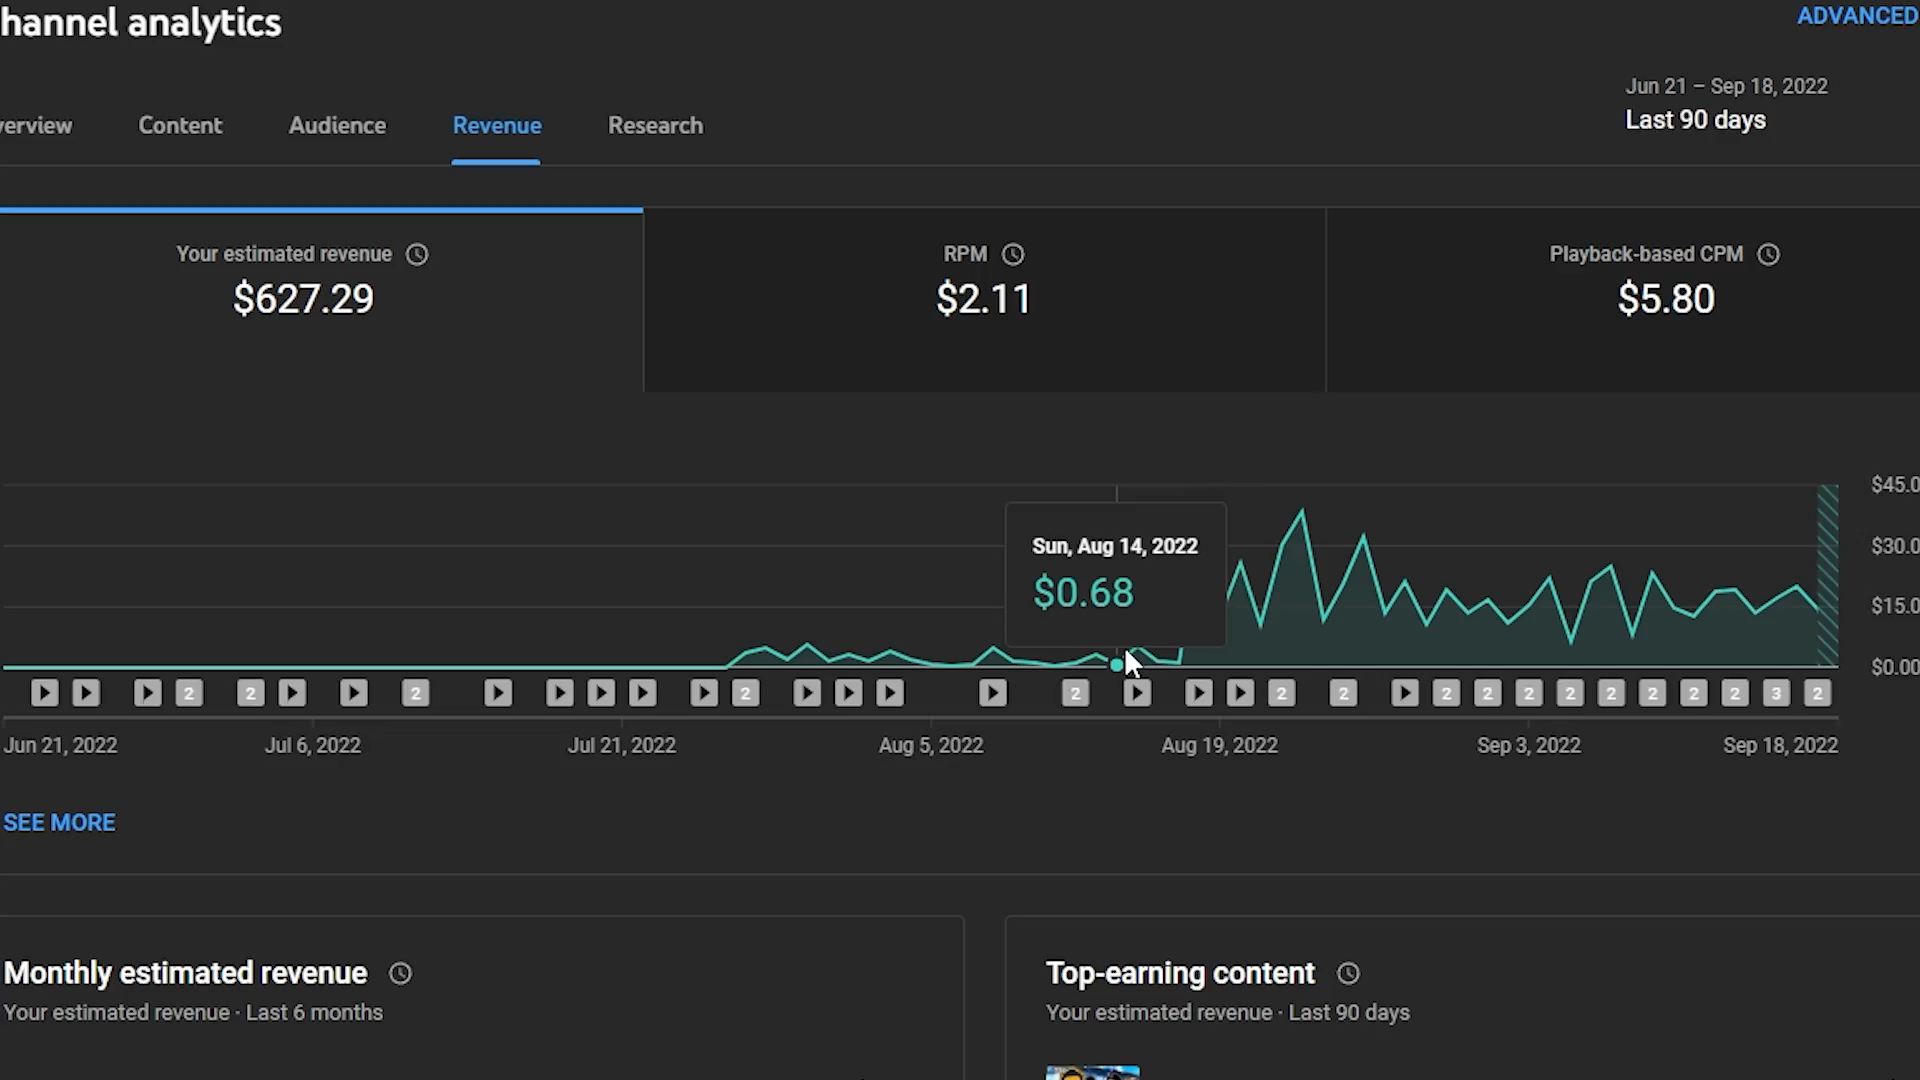 hannel analytics
ADVANCED
verview Content Audience Revenue Research
Jun 21 – Sep 18, 2022
Last 90 days
Your estimated revenue
$627.29
RPM
$2.11
Playback-based CPM
$5.80
$45.0
$30.0
$15.0
$0.00
Sun, Aug 14, 2022
$0.68
2 2 2 2 2 2 2 2 2 2 2 2 2 2 2 3 2
Jun 21, 2022 Jul 6, 2022 Jul 21, 2022 Aug 5, 2022 Aug 19, 2022 Sep 3, 2022 Sep 18, 2022
SEE MORE
Monthly estimated revenue
Your estimated revenue · Last 6 months
Top-earning content
Your estimated revenue · Last 90 days